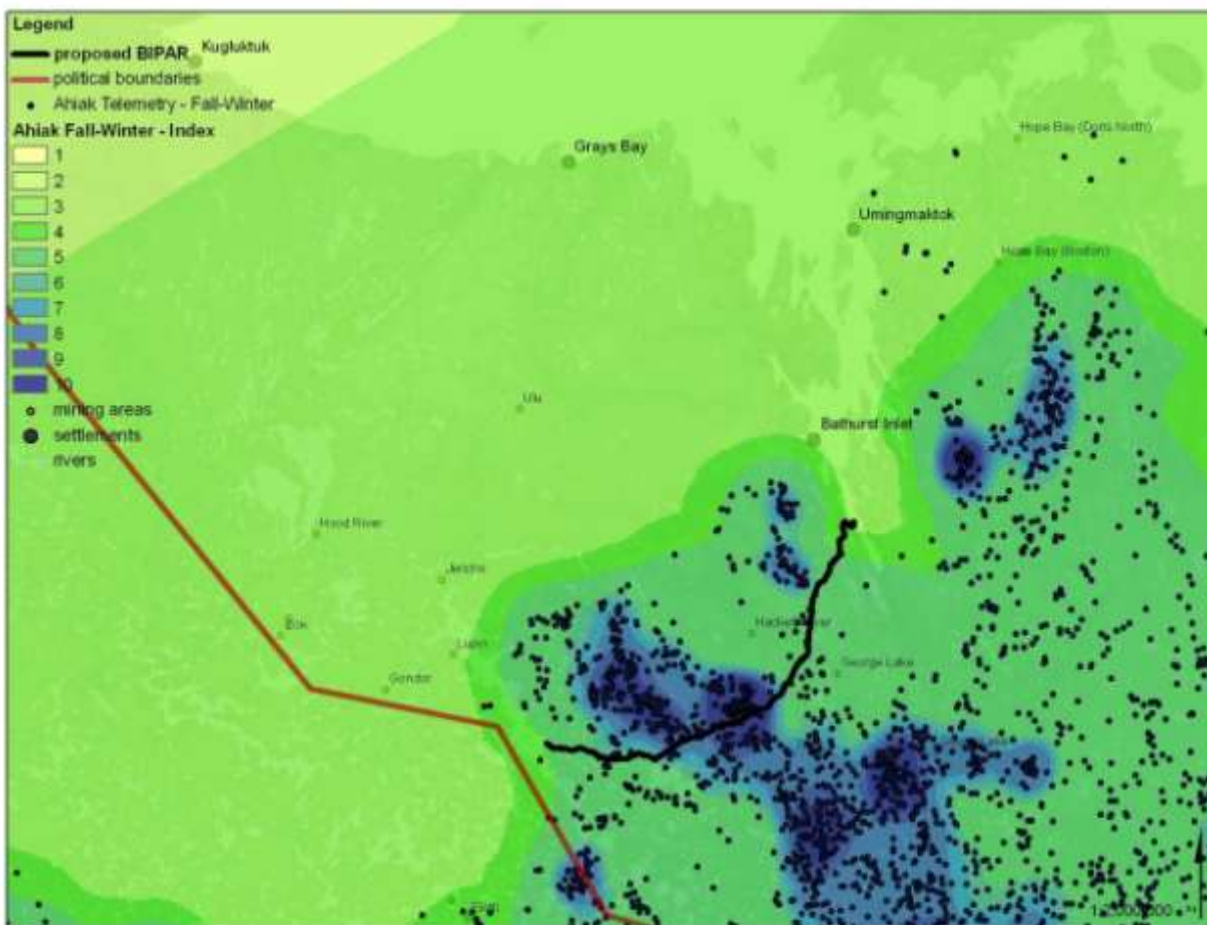 Legend
proposed BIPAR
political boundaries
Ahiak Telemetry - Fall-Winter
Ahiak Fall-Winter - Index
1
2
3
4
5
6
7
8
9
10
mining areas
settlements
rivers
Kugluktuk
Grays Bay
Hope Bay (Doris North)
Umingmaktok
Hope Bay (Boston)
Ulu
Bathurst Inlet
Hood River
Jericho
Hackett River
Lupin
George Lake
Gondor
Ekati